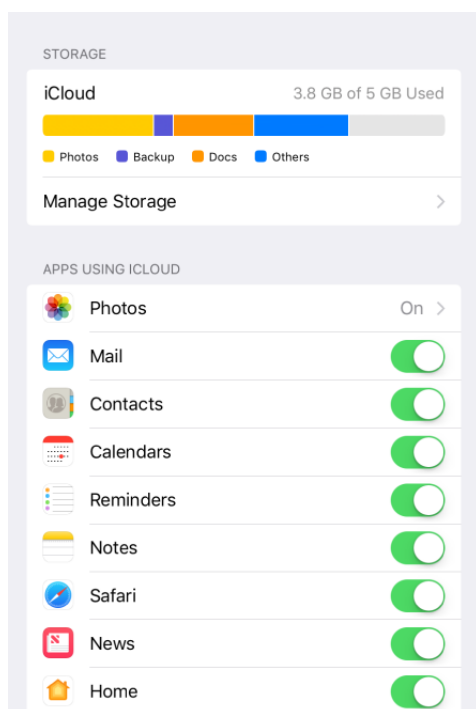 STORAGE
iCloud 3.8 GB of 5 GB Used
Photos Backup Docs Others
Manage Storage
APPS USING ICLOUD
Photos On
Mail
Contacts
Calendars
Reminders
Notes
Safari
News
Home